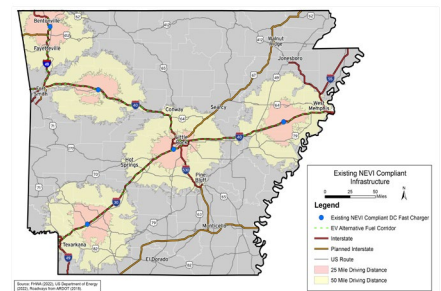 Bentonville
Fayetteville
Walnut
Ridge
Jonesboro
Fort
Smith
Conway
Searcy
West
Memphis
Little
Rock
Hot
Springs
Pine
Bluff
Monticello
Texarkana
El Dorado
Existing NEVI Compliant
Infrastructure
0
25
50
Miles
N
Legend
Existing NEVI Compliant DC Fast Charger
EV Alternative Fuel Corridor
Interstate
Planned Interstate
US Route
25 Mile Driving Distance
50 Mile Driving Distance
Source: FHWA (2022), US Department of Energy
(2022), Roadways from ARDOT (2019)